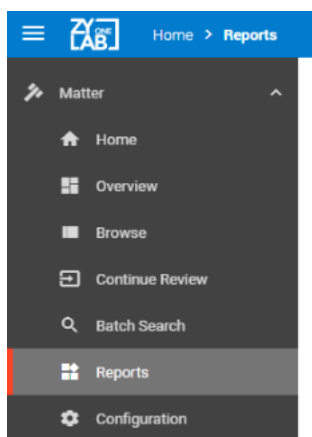 ZY ONE
LAB
Home > Reports
Matter
Home
Overview
Browse
Continue Review
Batch Search
Reports
Configuration